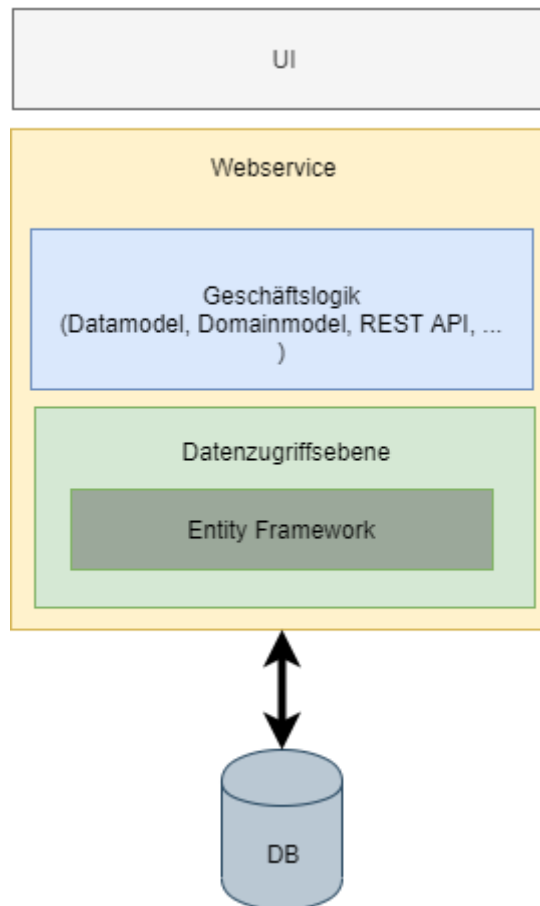 UI
Webservice
Geschäftslogik
(Datamodel, Domainmodel, REST API, ...
)
Datenzugriffsebene
Entity Framework
DB